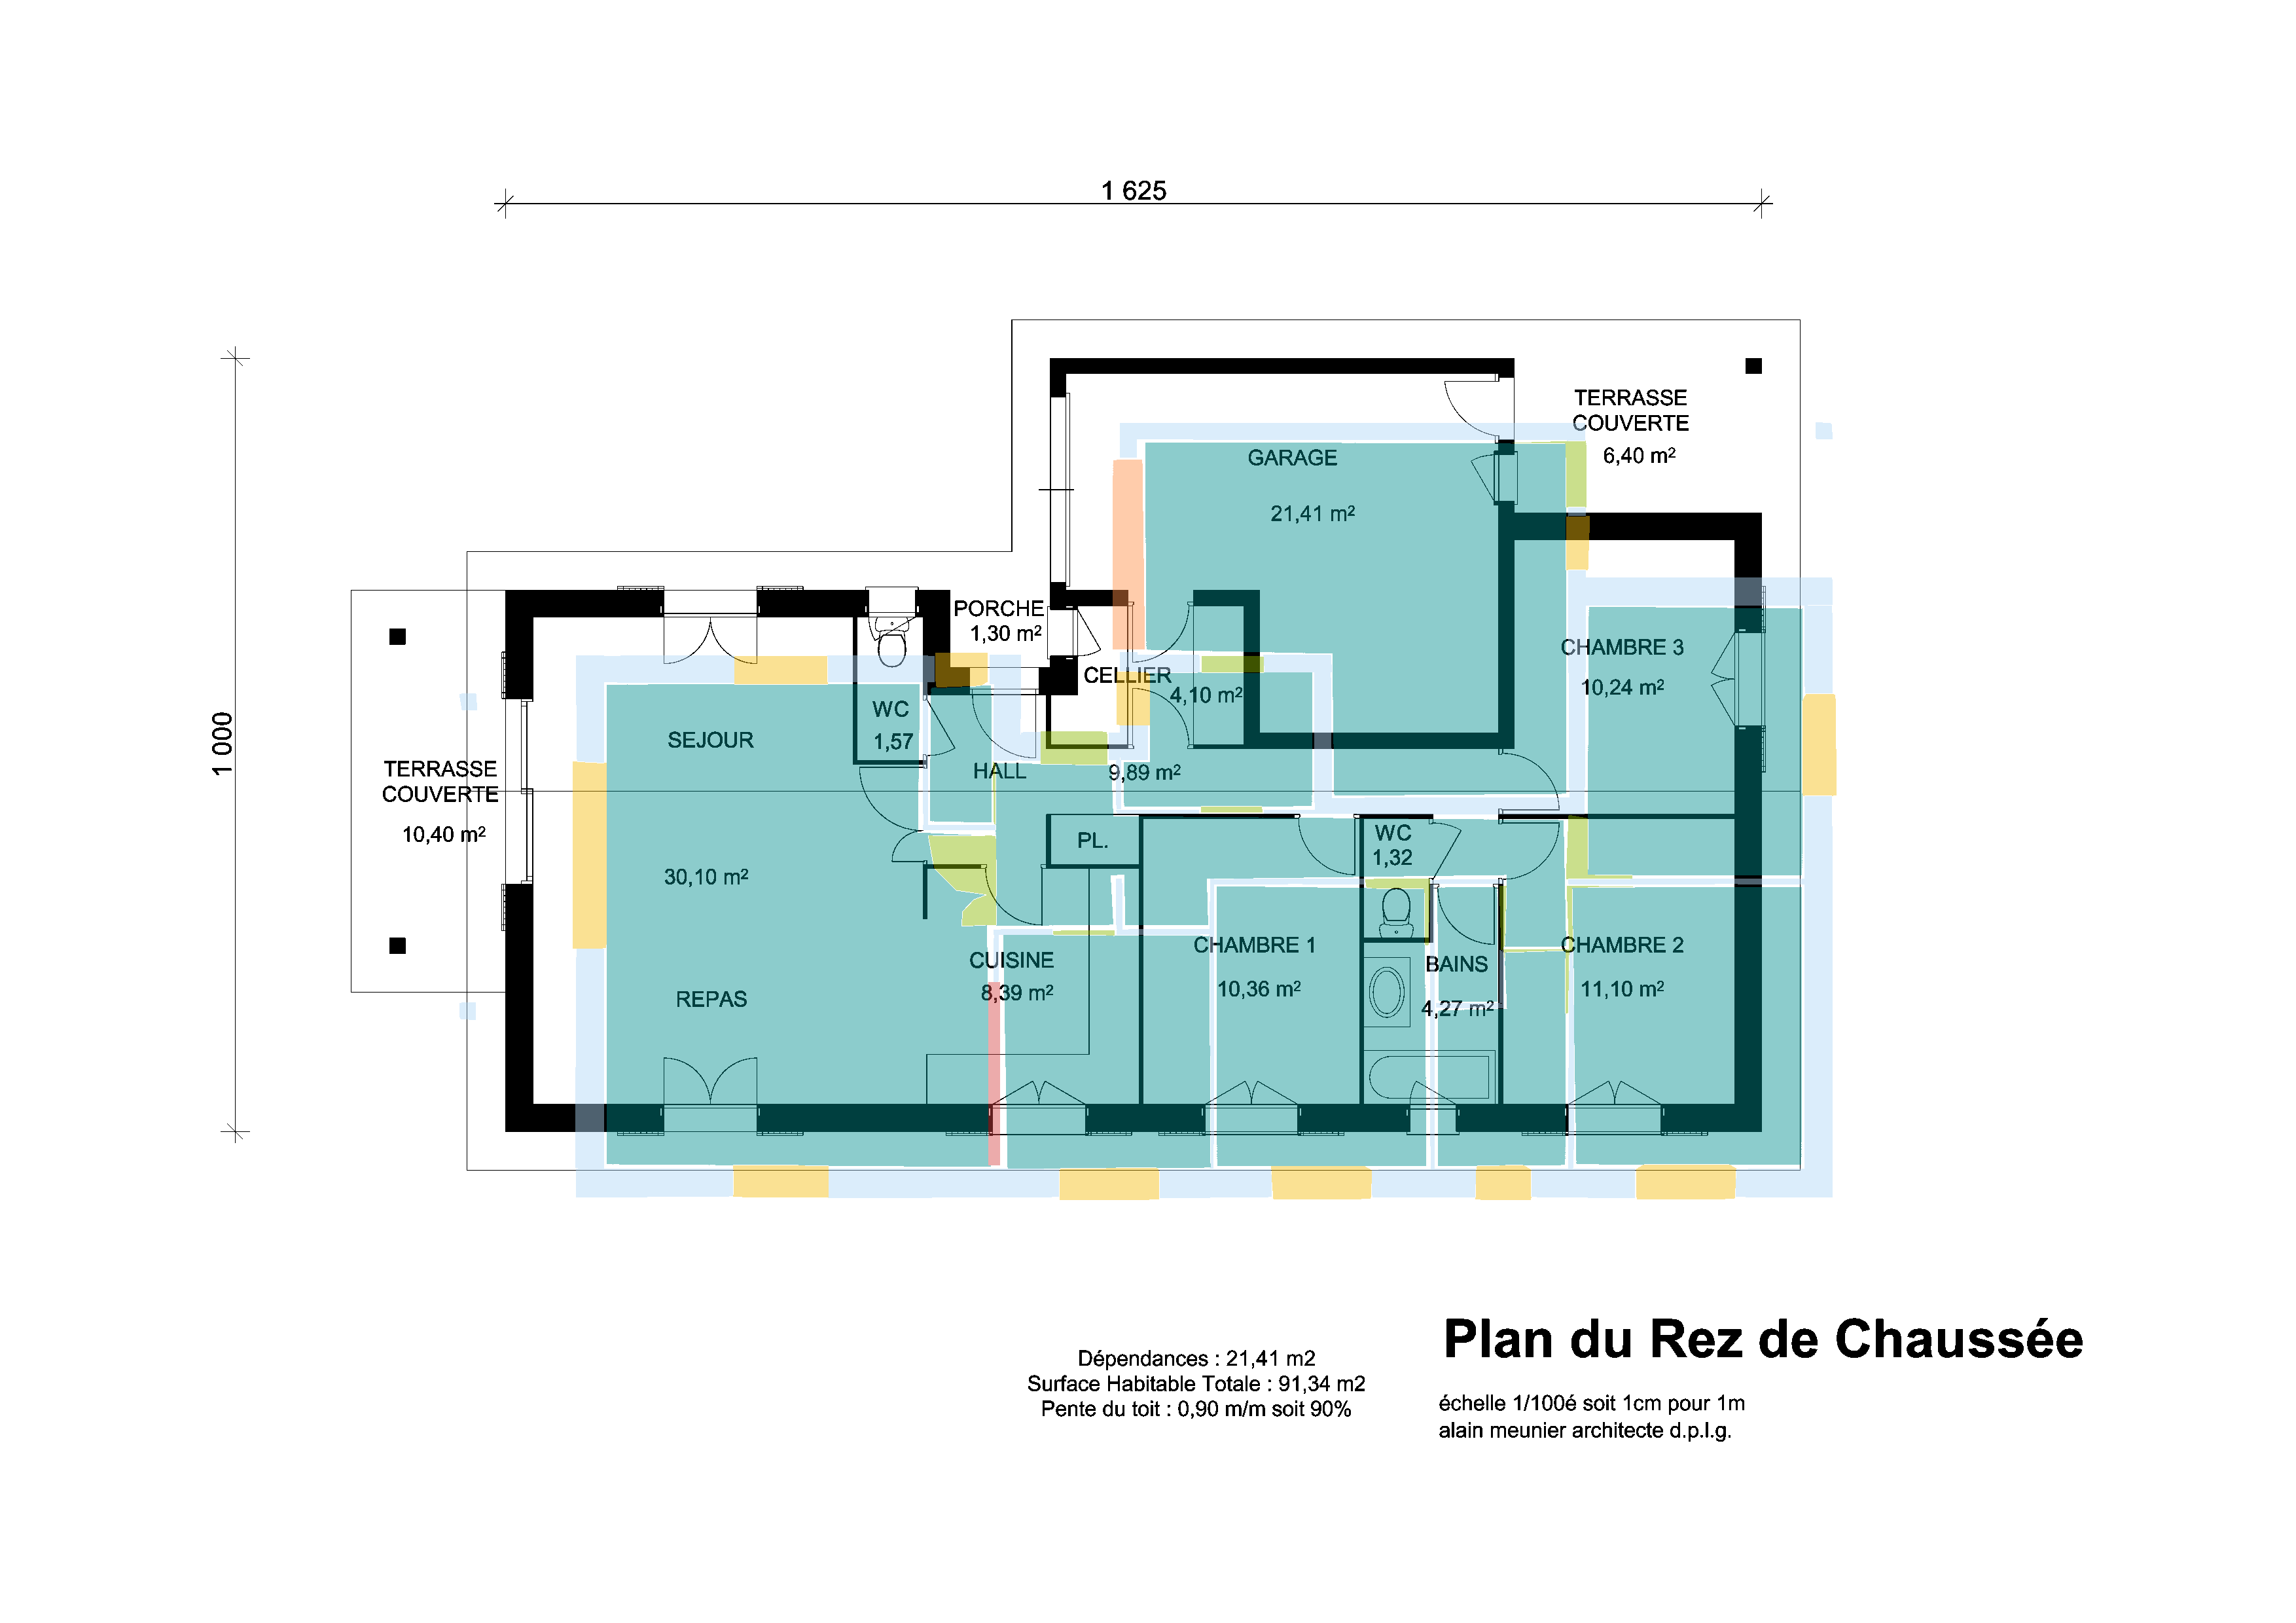 1 625
1 000
TERRASSE
COUVERTE
6,40 m²
GARAGE
21,41 m²
PORCHE
1,30 m²
CELLIER
4,10 m²
CHAMBRE 3
10,24 m²
WC
1,57
SEJOUR
HALL
9,89 m²
TERRASSE
COUVERTE
10,40 m²
PL.
WC
1,32
30,10 m²
REPAS
CUISINE
8,39 m²
CHAMBRE 1
10,36 m²
BAINS
4,27 m²
CHAMBRE 2
11,10 m²
Plan du Rez de Chaussée
Dépendances : 21,41 m2
Surface Habitable Totale : 91,34 m2
Pente du toit : 0,90 m/m soit 90%
échelle 1/100é soit 1cm pour 1m
alain meunier architecte d.p.l.g.